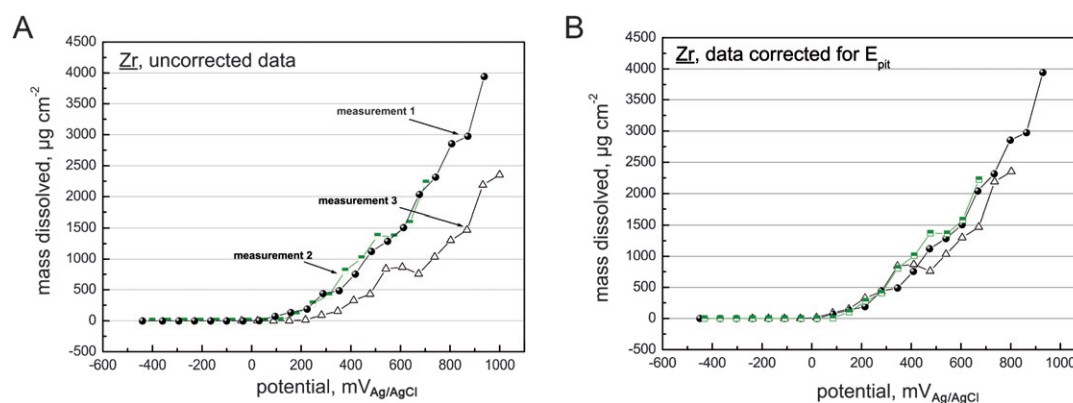 A
Zr, uncorrected data
mass dissolved, µg cm-2
4500
4000
3500
3000
2500
2000
1500
1000
500
0
-500
measurement 1
measurement 3
measurement 2
-600 -400 -200 0 200 400 600 800 1000
potential, mVAg/AgCl
B
Zr, data corrected for Epit
mass dissolved, µg cm-2
4500
4000
3500
3000
2500
2000
1500
1000
500
0
-500
-600 -400 -200 0 200 400 600 800 1000
potential, mVAg/AgCl